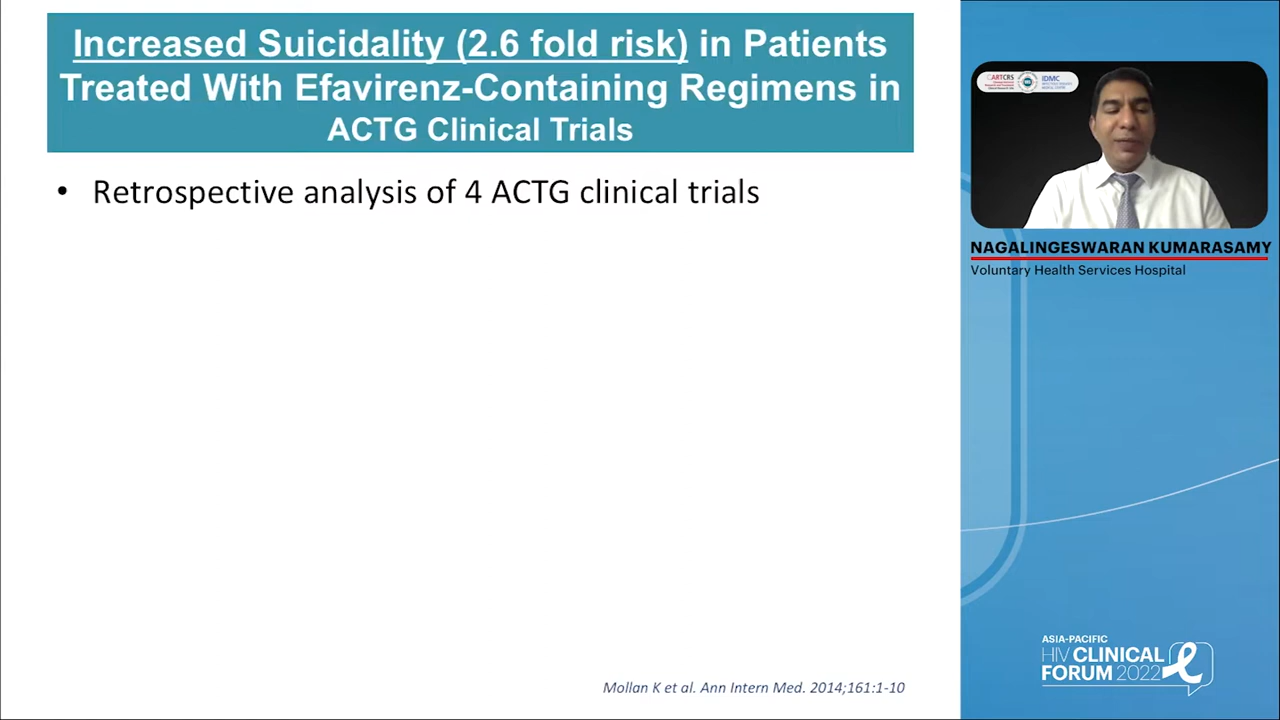 Increased Suicidality (2.6 fold risk) in Patients
Treated With Efavirenz-Containing Regimens in
ACTG Clinical Trials
• Retrospective analysis of 4 ACTG clinical trials
Mollan K et al. Ann Intern Med. 2014;161:1-10
CARTCRS
IDMC
NAGALINGESWARAN KUMARASAMY
Voluntary Health Services Hospital
ASIA-PACIFIC
HIV CLINICAL
FORUM 2022